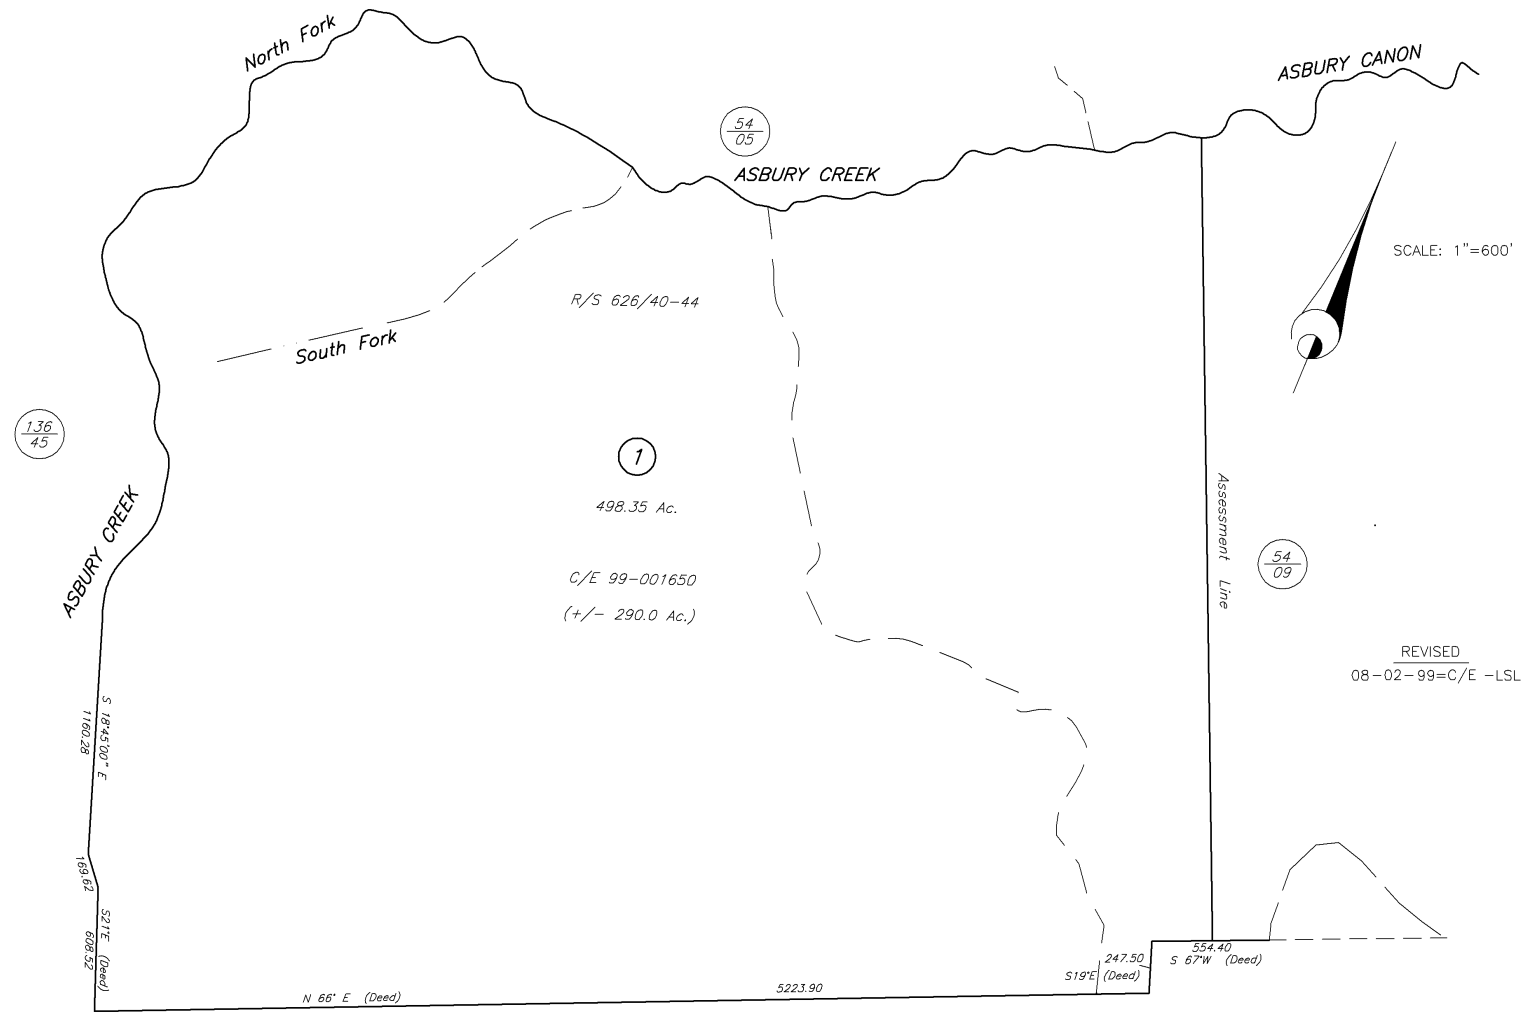 North Fork
ASBURY CANON
54
05
ASBURY CREEK
SCALE: 1"=600'
R/S 626/40-44
South Fork
136
45
1
498.35 Ac.
ASBURY CREEK
Assessment Line
54
09
C/E 99-001650
(+/- 290.0 Ac.)
REVISED
08-02-99=C/E -LSL
S 18°45'00" E
1160.28
169.62
S21°E (Deed)
608.52
554.40
S 67°W (Deed)
247.50
S19°E (Deed)
5223.90
N 66° E (Deed)